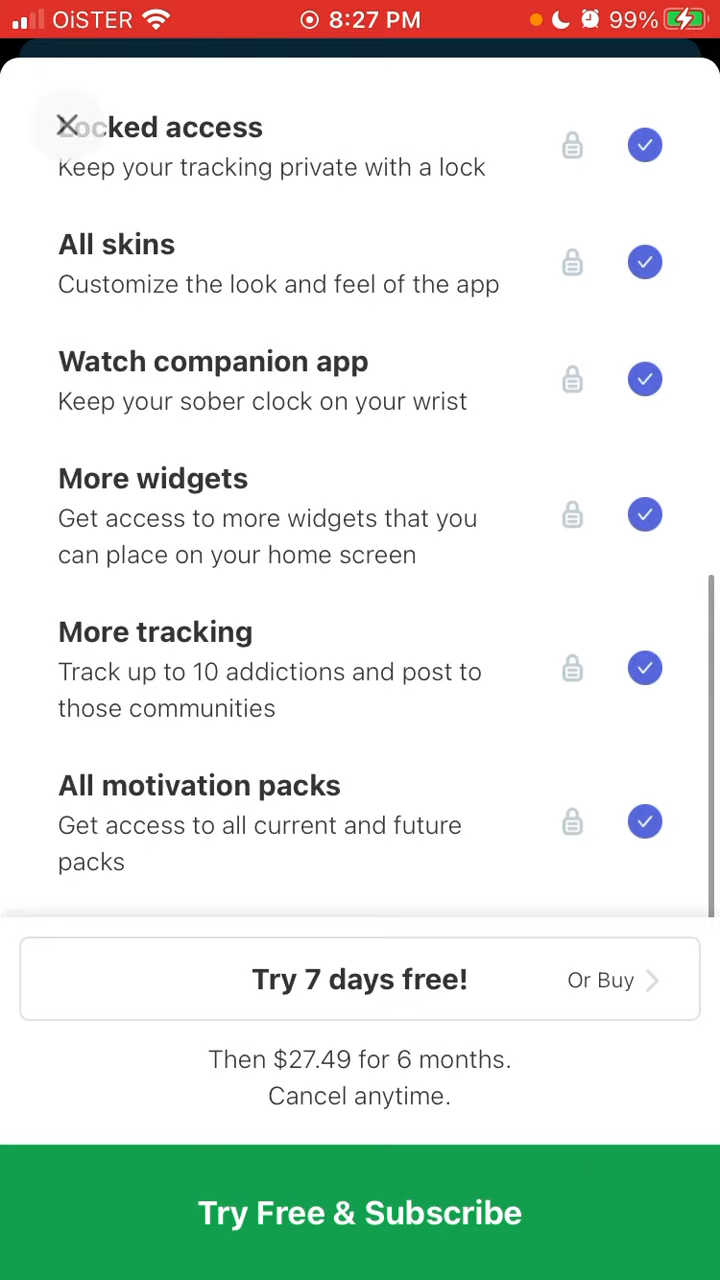 OiSTER 8:27 PM 99%
Locked access
Keep your tracking private with a lock
All skins
Customize the look and feel of the app
Watch companion app
Keep your sober clock on your wrist
More widgets
Get access to more widgets that you
can place on your home screen
More tracking
Track up to 10 addictions and post to
those communities
All motivation packs
Get access to all current and future
packs
Try 7 days free! Or Buy
Then $27.49 for 6 months.
Cancel anytime.
Try Free & Subscribe